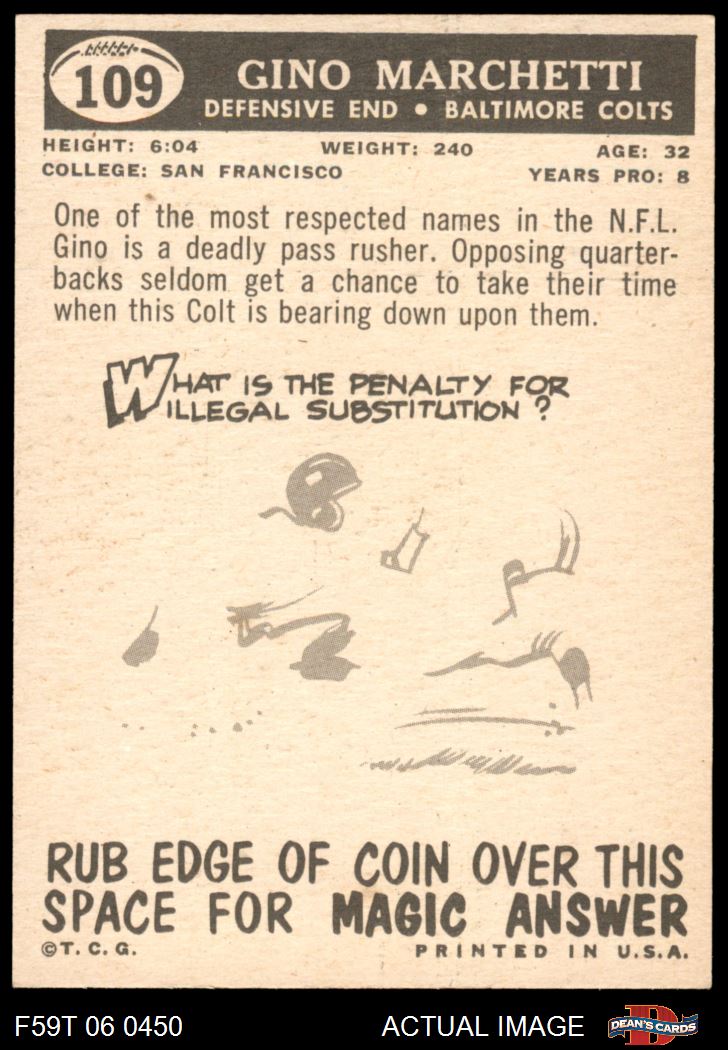 109
GINO MARCHETTI
DEFENSIVE END • BALTIMORE COLTS
HEIGHT: 6:04 WEIGHT: 240 AGE: 32
COLLEGE: SAN FRANCISCO YEARS PRO: 8
One of the most respected names in the N.F.L.
Gino is a deadly pass rusher. Opposing quarter-
backs seldom get a chance to take their time
when this Colt is bearing down upon them.
WHAT IS THE PENALTY FOR
ILLEGAL SUBSTITUTION?
RUB EDGE OF COIN OVER THIS
SPACE FOR MAGIC ANSWER
©T. C. G. PRINTED IN U.S.A.
F59T 06 0450 ACTUAL IMAGE D DEAN'S CARDS